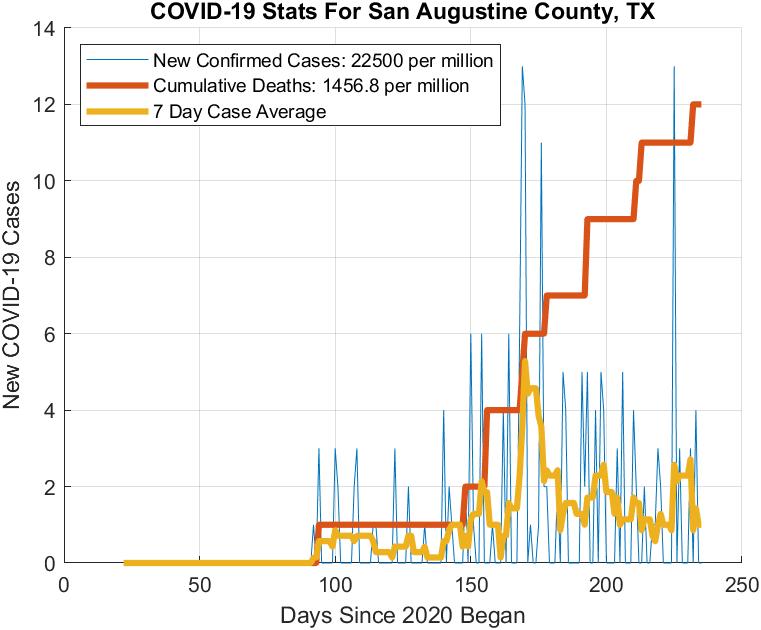 COVID-19 Stats For San Augustine County, TX
New Confirmed Cases: 22500 per million
Cumulative Deaths: 1456.8 per million
7 Day Case Average
New COVID-19 Cases
14
12
10
8
6
4
2
0
0 50 100 150 200 250
Days Since 2020 Began